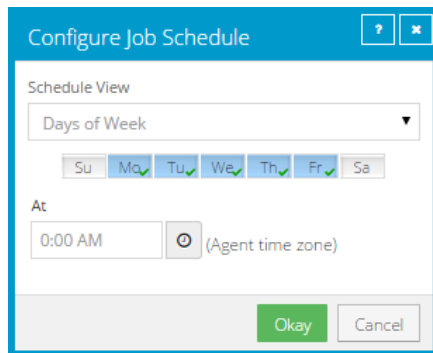 Configure Job Schedule ? ×
Schedule View
Days of Week
Su Mo Tu We Th Fr Sa
At
0:00 AM (Agent time zone)
Okay Cancel